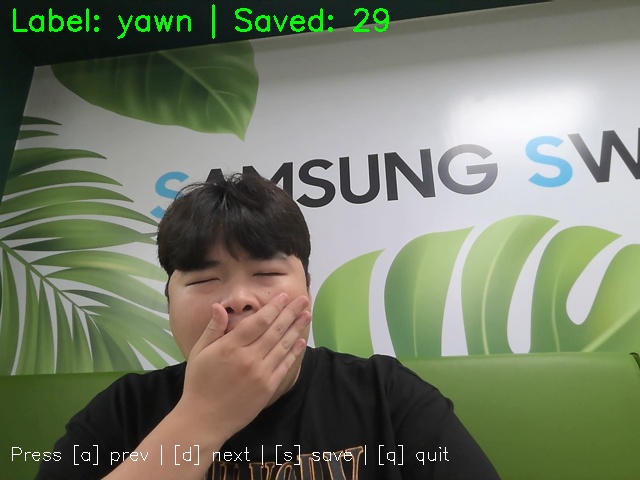 Label: yawn | Saved: 29
SAMSUNG SW
Press [a] prev | [d] next | [s] save | [q] quit